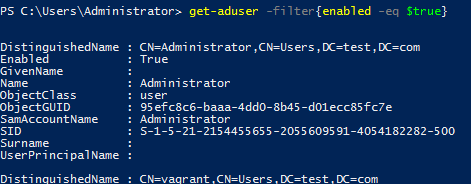 PS C:\Users\Administrator> get-aduser -filter{enabled -eq $true}
DistinguishedName : CN=Administrator,CN=Users,DC=test,DC=com
Enabled : True
GivenName :
Name : Administrator
ObjectClass : user
ObjectGUID : 95efc8c6-baaa-4dd0-8b45-d01ecc85fc7e
SamAccountName : Administrator
SID : S-1-5-21-2154455655-2055609591-4054182282-500
Surname :
UserPrincipalName :
DistinguishedName : CN=vagrant,CN=Users,DC=test,DC=com